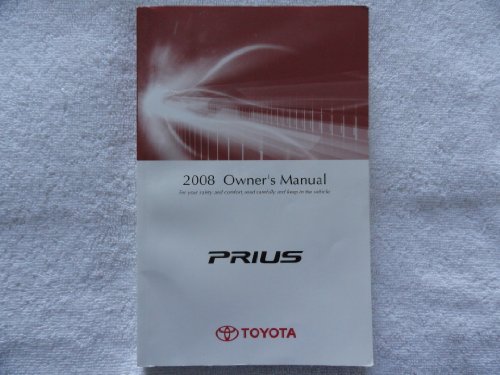 2008 Owner's Manual
For your safety and comfort, read carefully and keep in the vehicle.
PRIUS
TOYOTA